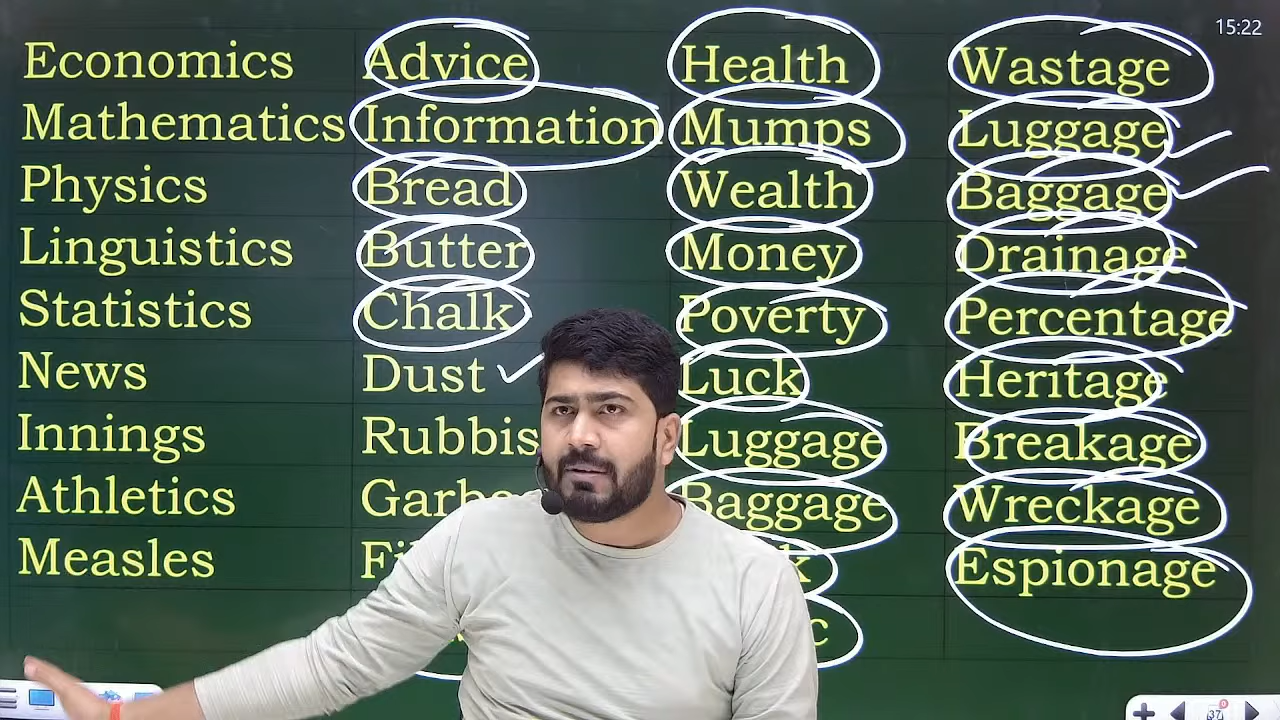 15:22
Economics Advice Health Wastage
Mathematics Information Mumps Luggage
Physics Bread Wealth Baggage
Linguistics Butter Money Drainage
Statistics Chalk Poverty Percentage
News Dust Luck Heritage
Innings Luggage Breakage
Athletics Baggage Wreckage
Measles Espionage
37